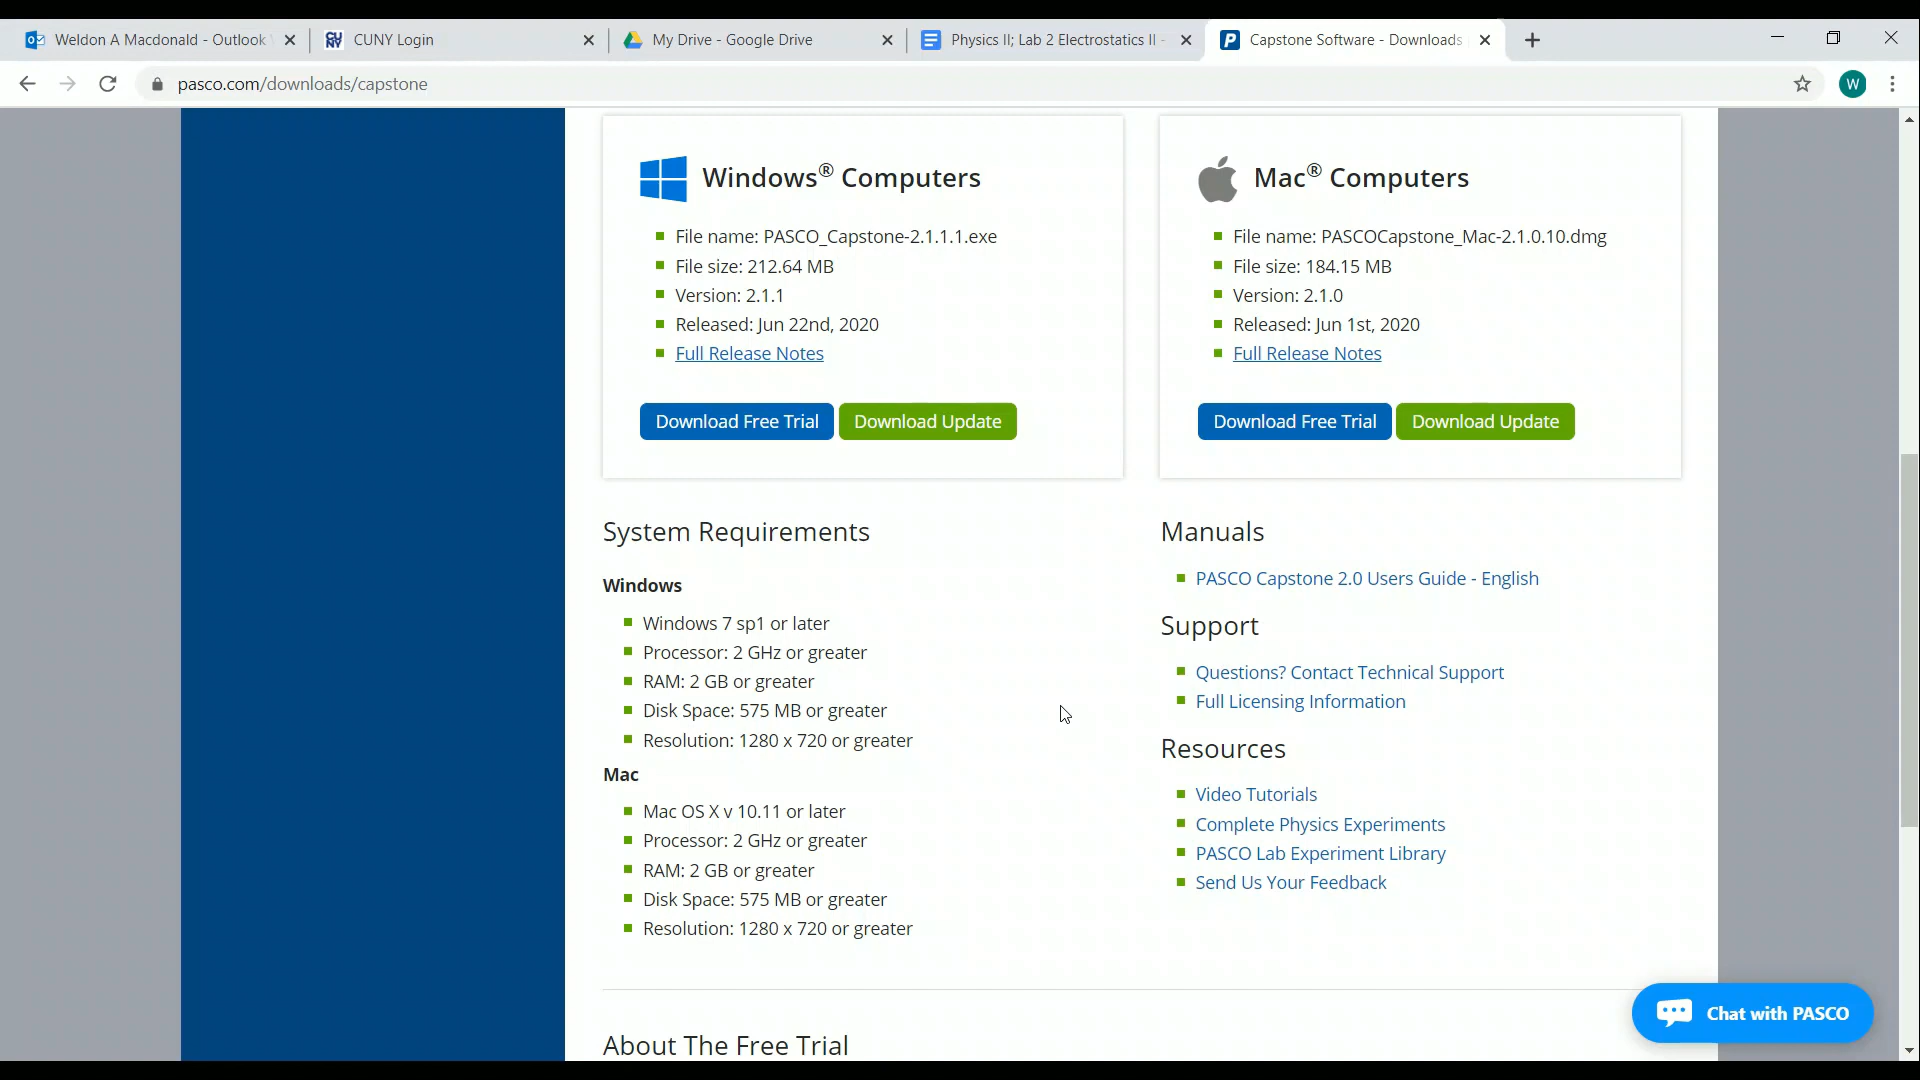 Weldon A Macdonald - Outlook
CUNY Login
My Drive - Google Drive
Physics II; Lab 2 Electrostatics II -
Capstone Software - Downloads
pasco.com/downloads/capstone
W
Windows® Computers
File name: PASCO_Capstone-2.1.1.1.exe
File size: 212.64 MB
Version: 2.1.1
Released: Jun 22nd, 2020
Full Release Notes
Download Free Trial
Download Update
Mac® Computers
File name: PASCOCapstone_Mac-2.1.0.10.dmg
File size: 184.15 MB
Version: 2.1.0
Released: Jun 1st, 2020
Full Release Notes
Download Free Trial
Download Update
System Requirements
Windows
Windows 7 sp1 or later
Processor: 2 GHz or greater
RAM: 2 GB or greater
Disk Space: 575 MB or greater
Resolution: 1280 x 720 or greater
Mac
Mac OS X v 10.11 or later
Processor: 2 GHz or greater
RAM: 2 GB or greater
Disk Space: 575 MB or greater
Resolution: 1280 x 720 or greater
Manuals
PASCO Capstone 2.0 Users Guide - English
Support
Questions? Contact Technical Support
Full Licensing Information
Resources
Video Tutorials
Complete Physics Experiments
PASCO Lab Experiment Library
Send Us Your Feedback
About The Free Trial
Chat with PASCO